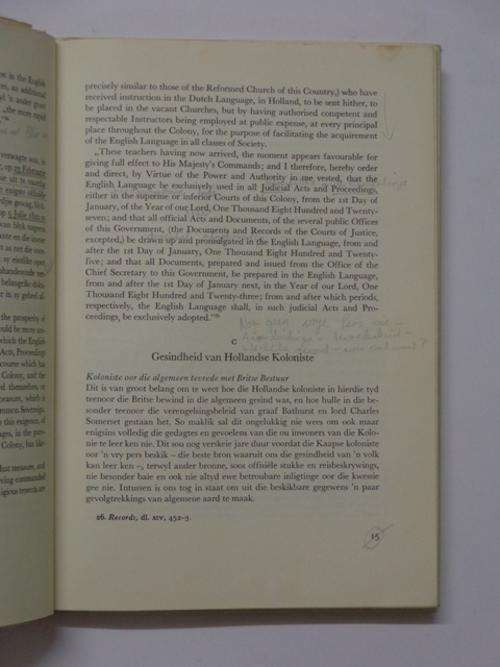 precisely similar to those of the Reformed Church of this Country,) who have
received instruction in the Dutch Language, in Holland, to be sent hither, to
be placed in the vacant Churches, but by having authorised competent and
respectable Instructors being employed at public expense, at every principal
place throughout the Colony, for the purpose of facilitating the acquirement
of the English Language in all classes of Society.
„These teachers having now arrived, the moment appears favourable for
giving full effect to His Majesty's Commands; and I therefore, hereby order
and direct, by Virtue of the Power and Authority in me vested, that the
English Language be exclusively used in all Judicial Acts and Proceedings,
either in the superior or inferior Courts of this Colony, from the 1st Day of
January, of the Year of our Lord, One Thousand Eight Hundred and Twenty-
seven; and that all official Acts and Documents, of the several public Offices
of this Government, (the Documents and Records of the Courts of Justice,
excepted,) be drawn up and promulgated in the English Language, from and
after the 1st Day of January, One Thousand Eight Hundred and Twenty-
five; and that all Documents, prepared and issued from the Office of the
Chief Secretary to this Government, be prepared in the English Language,
from and after the 1st Day of January next, in the Year of our Lord, One
Thousand Eight Hundred and Twenty-three; from and after which periods,
respectively, the English Language shall, in such judicial Acts and Pro-
ceedings, be exclusively adopted."²⁶
C
Gesindheid van Hollandse Koloniste
Koloniste oor die algemeen tevrede met Britse Bestuur
Dit is van groot belang om te weet hoe die Hollandse koloniste in hierdie tyd
teenoor die Britse bewind in die algemeen gesind was, en hoe hulle in die be-
sonder teenoor die verengelsingsbeleid van graaf Bathurst en lord Charles
Somerset gestaan het. So maklik sal dit ongelukkig nie wees om ook maar
enigsins volledig die gedagtes en gevoelens van die ou inwoners van die Kolo-
nie te leer ken nie. Dit sou nog verskeie jare duur voordat die Kaapse koloniste
oor 'n vry pers beskik – die beste bron waaruit ons die gesindheid van 'n volk
kan leer ken –, terwyl ander bronne, soos offisiële stukke en reisbeskrywings,
nie besonder baie en ook nie altyd ewe betroubare inligtinge oor die kwessie
gee nie. Intussen is ons tog in staat om uit die beskikbare gegewens 'n paar
gevolgtrekkings van algemene aard te maak.
26. Records, dl. XIV, 452-3.
15